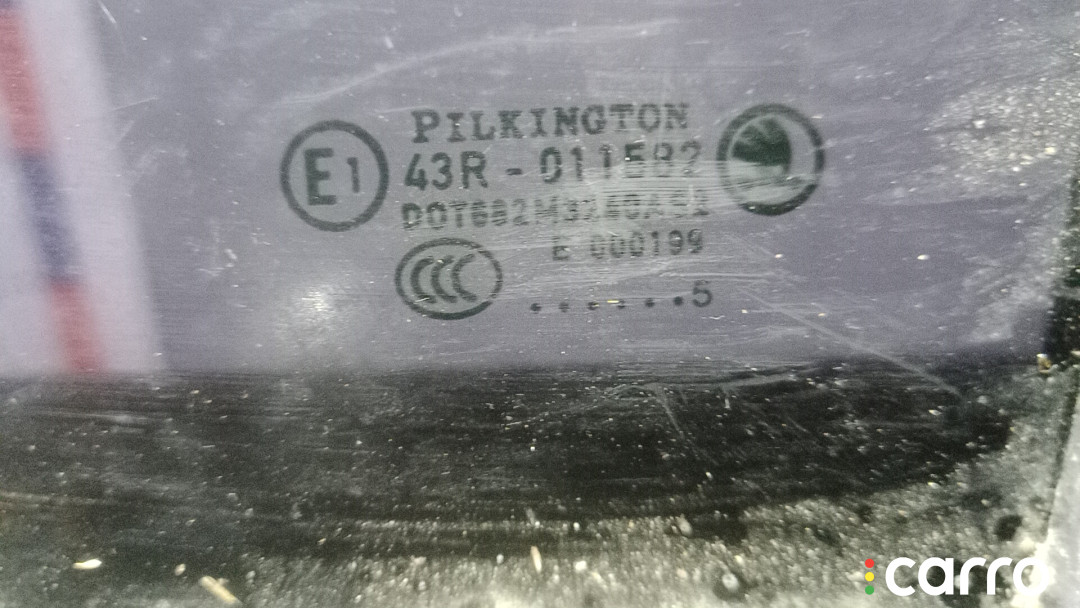 PILKINGTON
E1
43R - 011582
DOT682M3240AS2
E 000199
CCC
.......5
carro